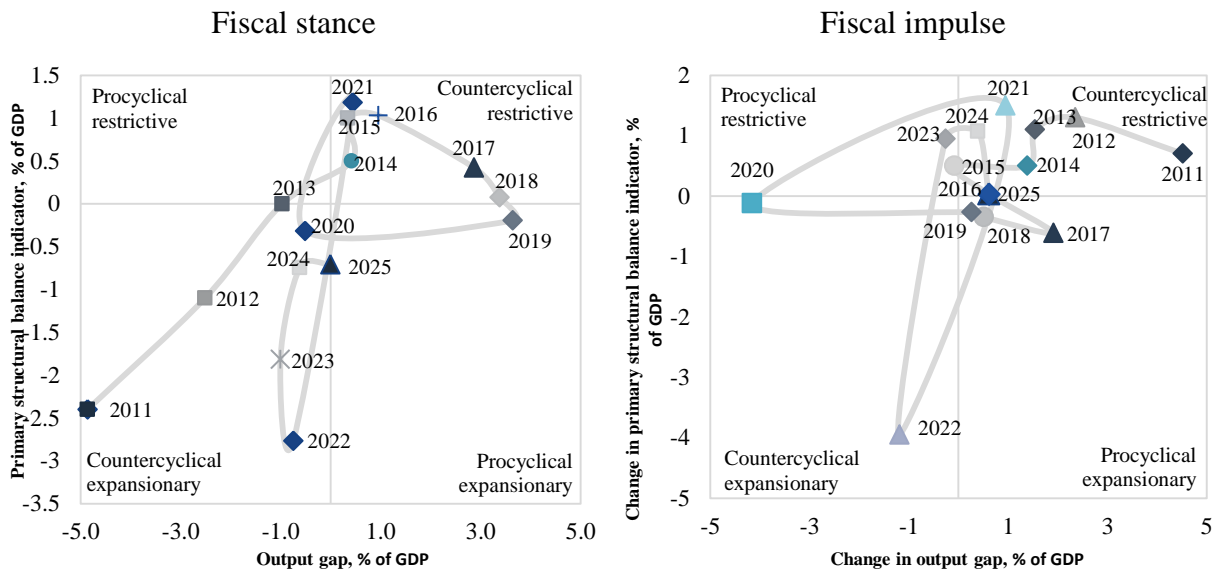 Fiscal stance
Primary structural balance indicator, % of GDP
1.5
1
0.5
0
-0.5
-1
-1.5
-2
-2.5
-3
-3.5
Procyclical
restrictive
2021
Countercyclical
restrictive
2016
2015
2017
2014
2013
2018
2020
2019
2024
2025
2012
2023
2011
2022
Countercyclical
expansionary
Procyclical
expansionary
-5.0
-3.0
-1.0
1.0
3.0
5.0
Output gap, % of GDP
Fiscal impulse
Change in primary structural balance indicator, %
of GDP
2
1
0
-1
-2
-3
-4
-5
Procyclical
restrictive
2021
Countercyclical
restrictive
2024
2013
2023
2012
2015
2014
2011
2020
2016
2025
2019
2018
2017
2022
Countercyclical
expansionary
Procyclical
expansionary
-5
-3
-1
1
3
5
Change in output gap, % of GDP